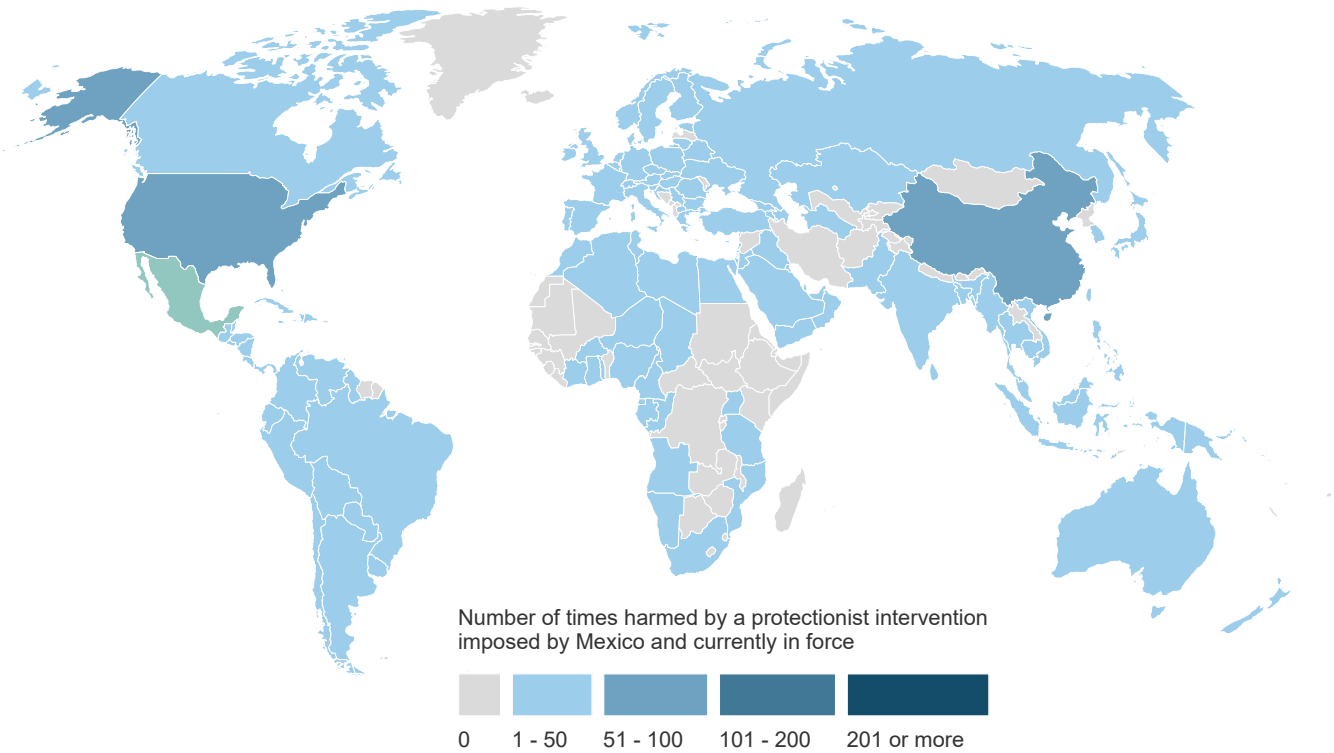 Number of times harmed by a protectionist intervention
imposed by Mexico and currently in force
0 1 - 50 51 - 100 101 - 200 201 or more